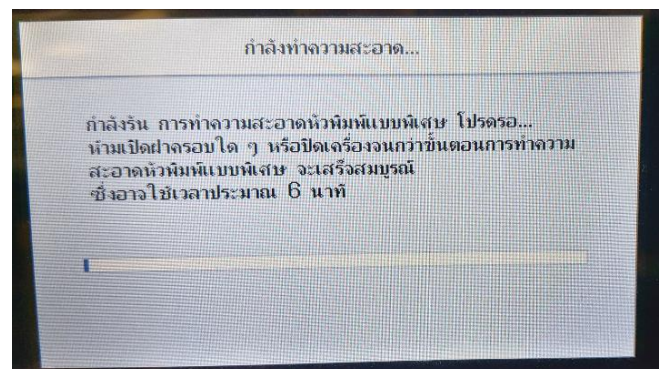 กำลังทำความสะอาด...
กำลังรัน การทำความสะอาดหัวพิมพ์แบบพิเศษ โปรดรอ...
ห้ามเปิดฝาครอบใด ๆ หรือปิดเครื่องจนกว่าขั้นตอนการทำความ
สะอาดหัวพิมพ์แบบพิเศษ จะเสร็จสมบูรณ์
ซึ่งอาจใช้เวลาประมาณ 6 นาที